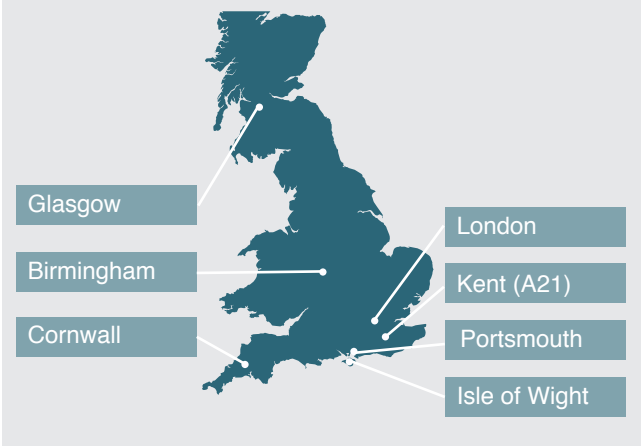 Glasgow
Birmingham
Cornwall
London
Kent (A21)
Portsmouth
Isle of Wight